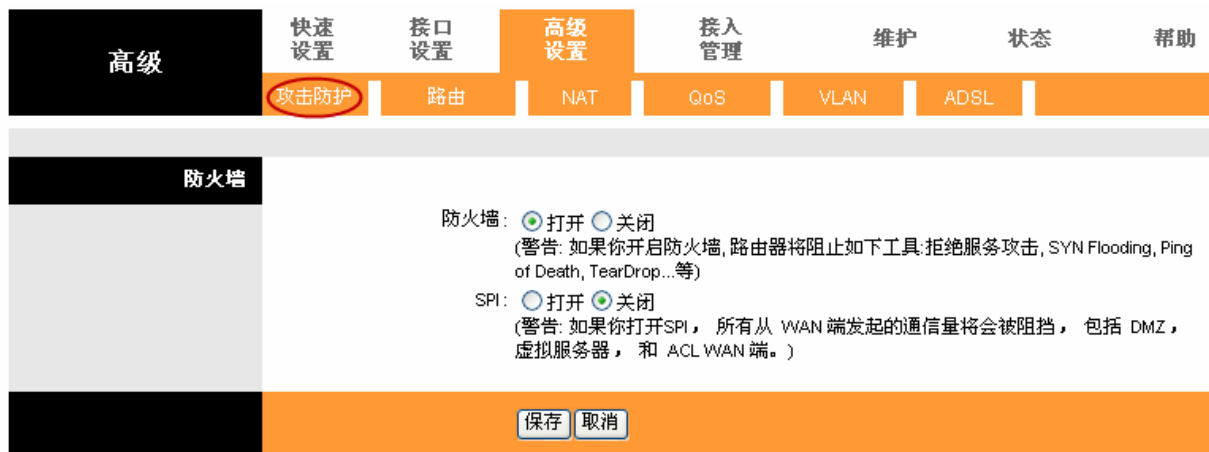 高级
快速
设置
接口
设置
高级
设置
接入
管理
维护
状态
帮助
攻击防护
路由
NAT
QoS
VLAN
ADSL
防火墙
防火墙: 打开 关闭
(警告: 如果你开启防火墙, 路由器将阻止如下工具:拒绝服务攻击, SYN Flooding, Ping
of Death, TearDrop...等)
SPI: 打开 关闭
(警告: 如果你打开SPI， 所有从 WAN 端发起的通信量将会被阻挡， 包括 DMZ，
虚拟服务器， 和 ACL WAN 端。)
保存 取消